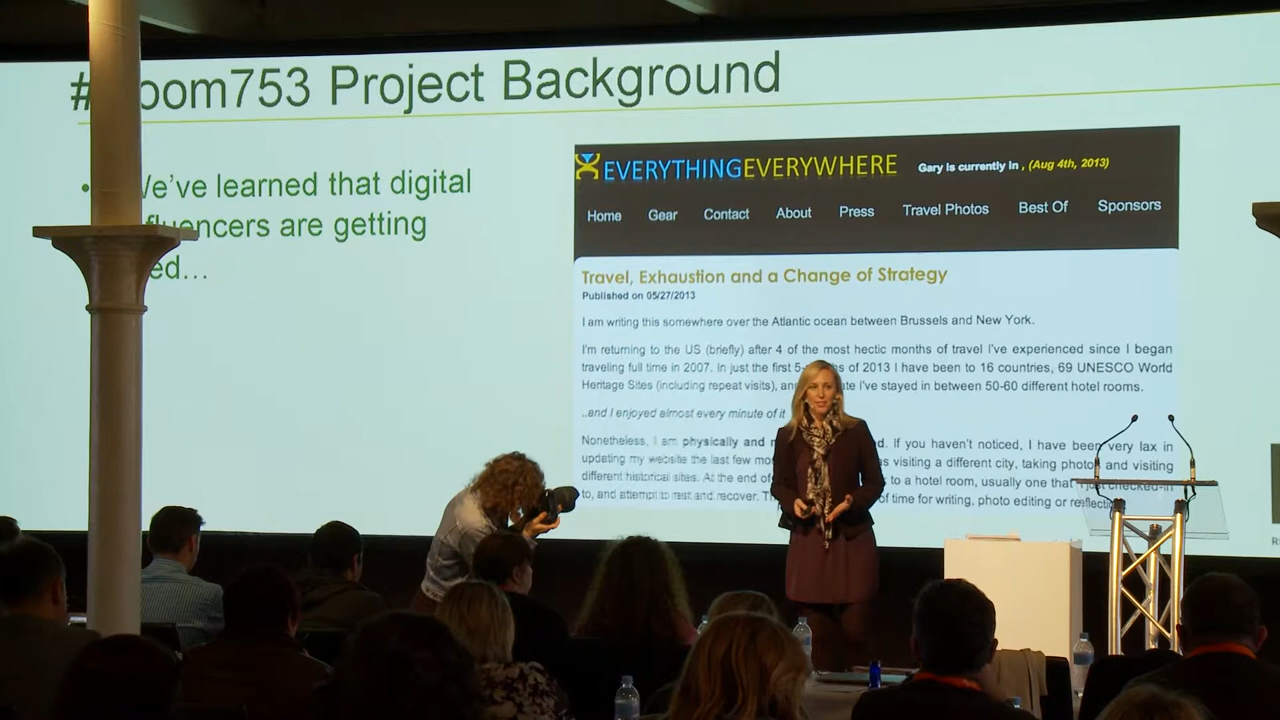 # oom753 Project Background
• We've learned that digital
fluencers are getting
ed...
EVERYTHINGEVERYWHERE Gary is currently in , (Aug 4th, 2013)
Home Gear Contact About Press Travel Photos Best Of Sponsors
Travel, Exhaustion and a Change of Strategy
Published on 05/27/2013
I am writing this somewhere over the Atlantic ocean between Brussels and New York.
I'm returning to the US (briefly) after 4 of the most hectic months of travel I've experienced since I began
traveling full time in 2007. In just the first 5 of 2013 I have been to 16 countries, 69 UNESCO World
Heritage Sites (including repeat visits), an I've stayed in between 50-60 different hotel rooms.
..and I enjoyed almost every minute of it
Nonetheless, I am physically and d. If you haven't noticed, I have been very lax in
updating my website the last few mo s visiting a different city, taking photos and visiting
different historical sites. At the end of to a hotel room, usually one that I just checked-in
to, and attempt to rest and recover. of time for writing, photo editing or reflection